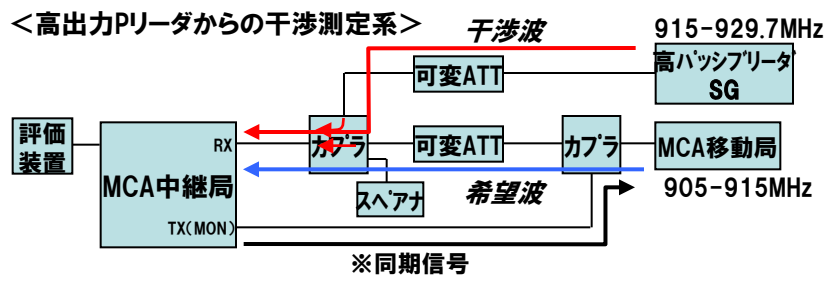 <高出力Pリーダからの干渉測定系>
干渉波
915-929.7MHz
可変ATT
高パッシブリーダ
SG
評価
装置
RX
MCA中継局
TX(MON)
カプラ
可変ATT
カプラ
MCA移動局
スペアナ
希望波
905-915MHz
※同期信号